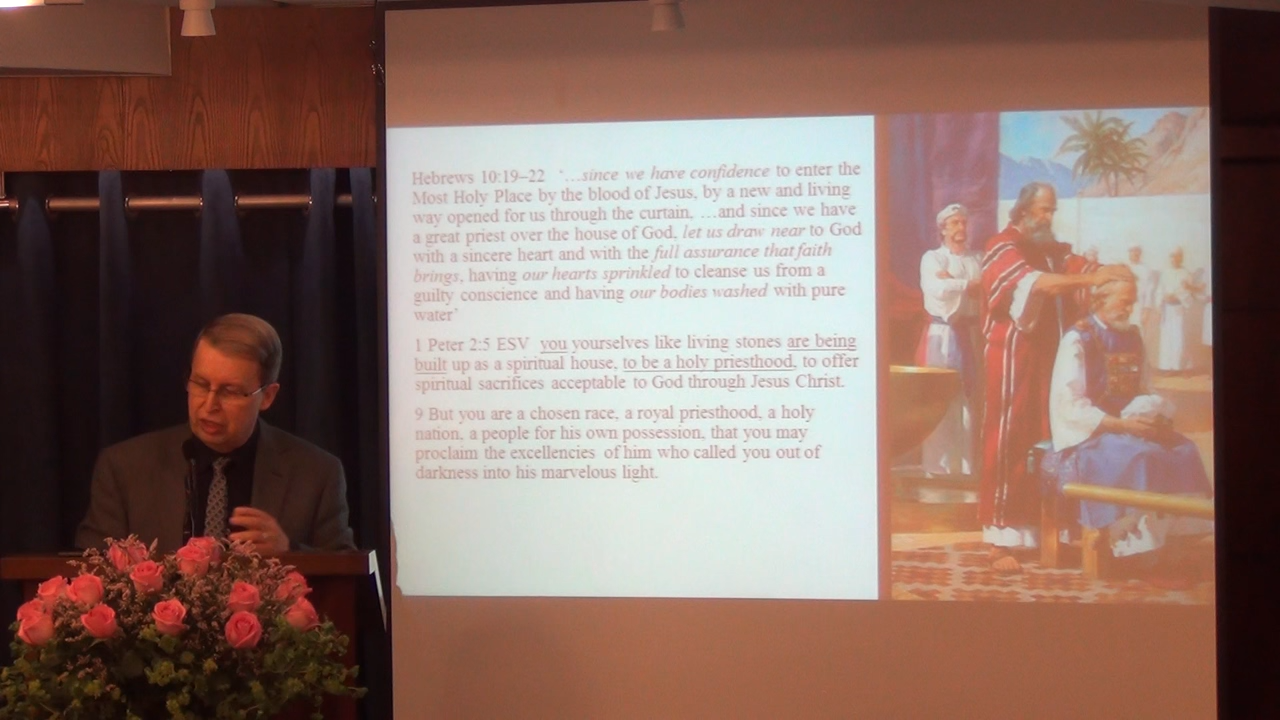 Hebrews 10:19–22 '…since we have confidence to enter the
Most Holy Place by the blood of Jesus, by a new and living
way opened for us through the curtain, …and since we have
a great priest over the house of God, let us draw near to God
with a sincere heart and with the full assurance that faith
brings, having our hearts sprinkled to cleanse us from a
guilty conscience and having our bodies washed with pure
water'
1 Peter 2:5 ESV you yourselves like living stones are being
built up as a spiritual house, to be a holy priesthood, to offer
spiritual sacrifices acceptable to God through Jesus Christ.
9 But you are a chosen race, a royal priesthood, a holy
nation, a people for his own possession, that you may
proclaim the excellencies of him who called you out of
darkness into his marvelous light.